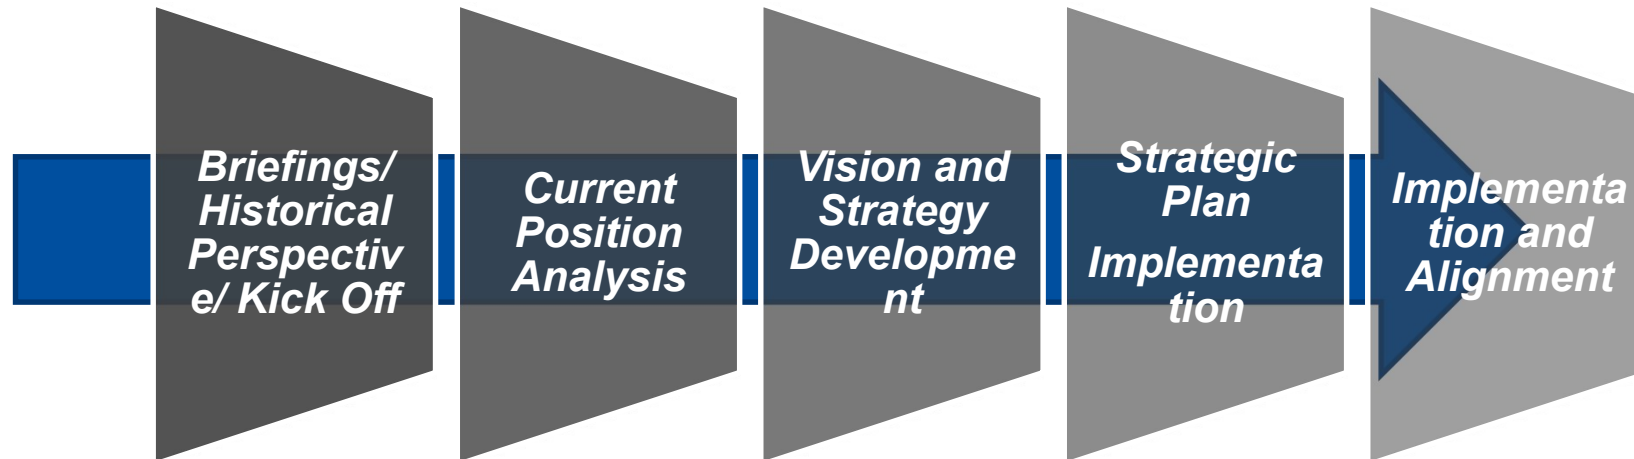 Briefings/
Historical
Perspectiv
e/ Kick Off
Current
Position
Analysis
Vision and
Strategy
Developme
nt
Strategic
Plan
Implementa
tion
Implementa
tion and
Alignment